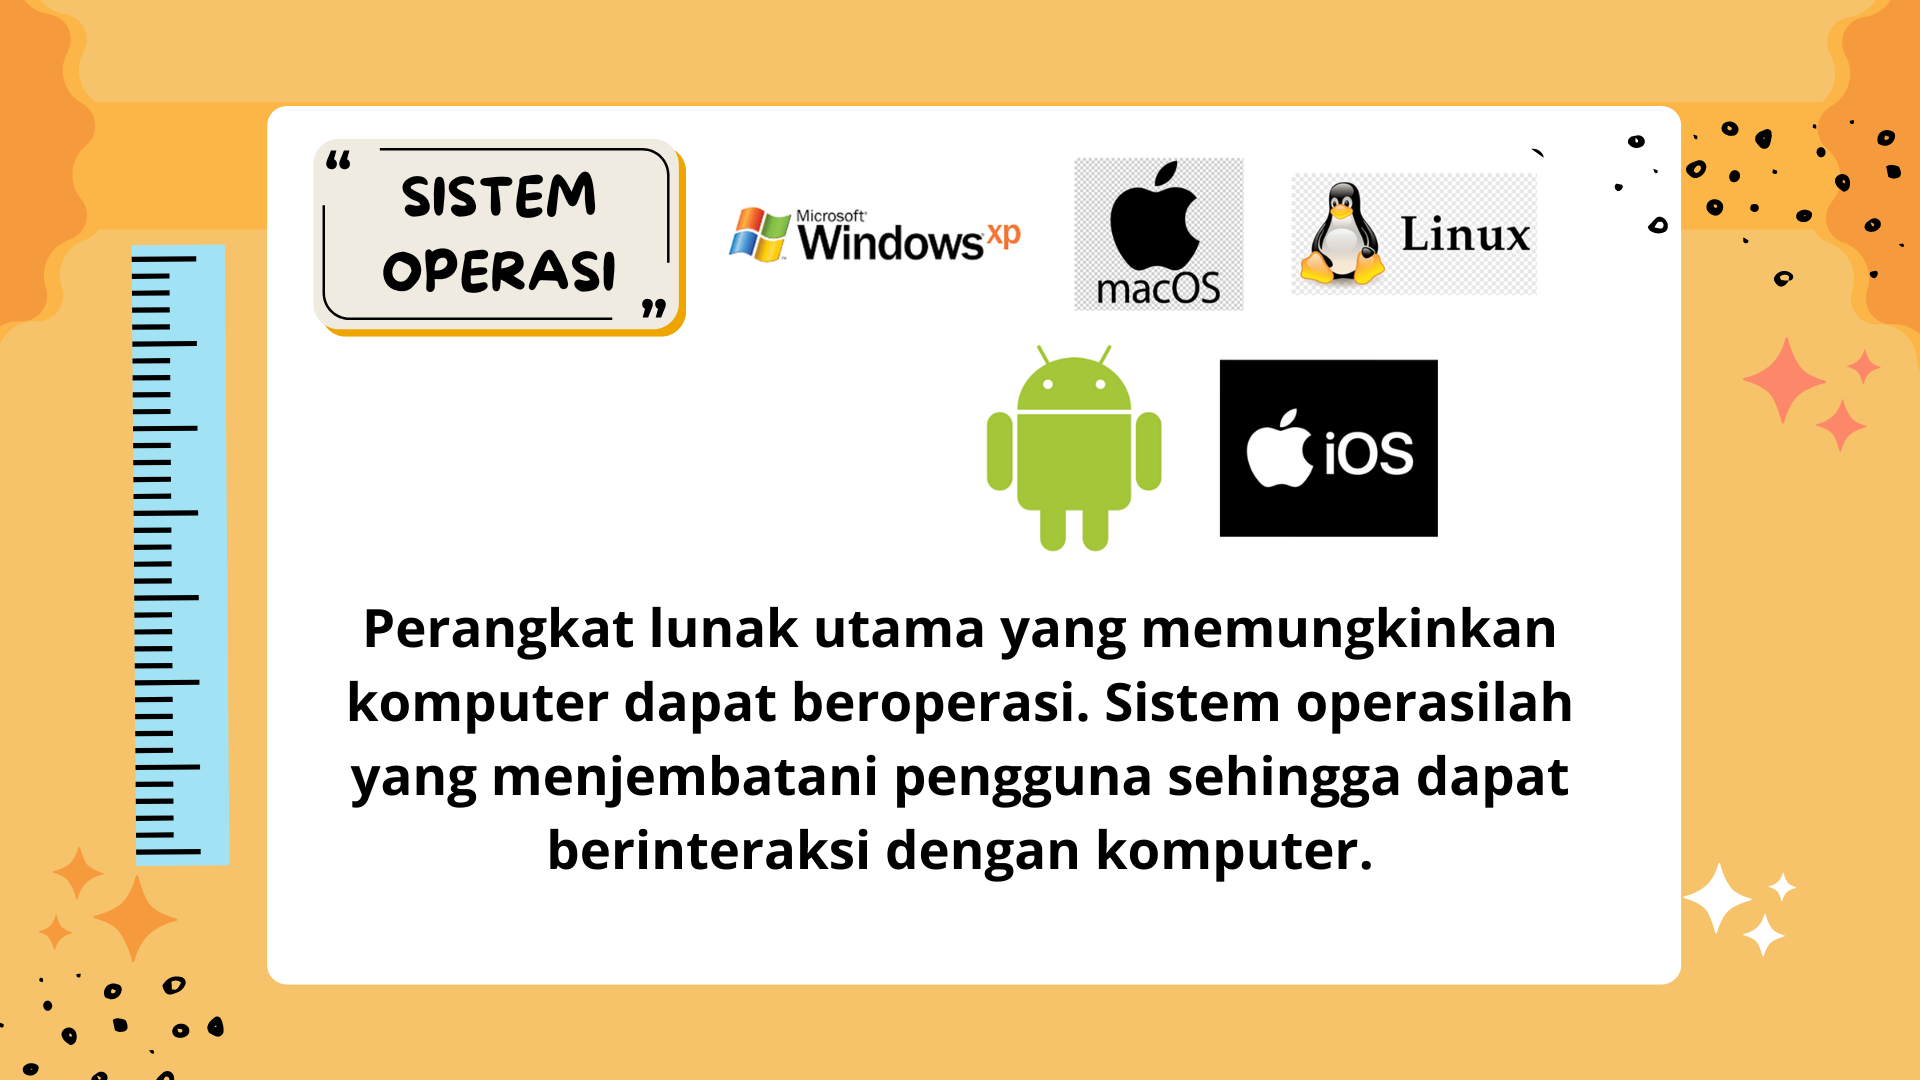 “
SISTEM
OPERASI
”
Microsoft®
Windows xp
macOS
Linux
iOS
Perangkat lunak utama yang memungkinkan
komputer dapat beroperasi. Sistem operasilah
yang menjembatani pengguna sehingga dapat
berinteraksi dengan komputer.